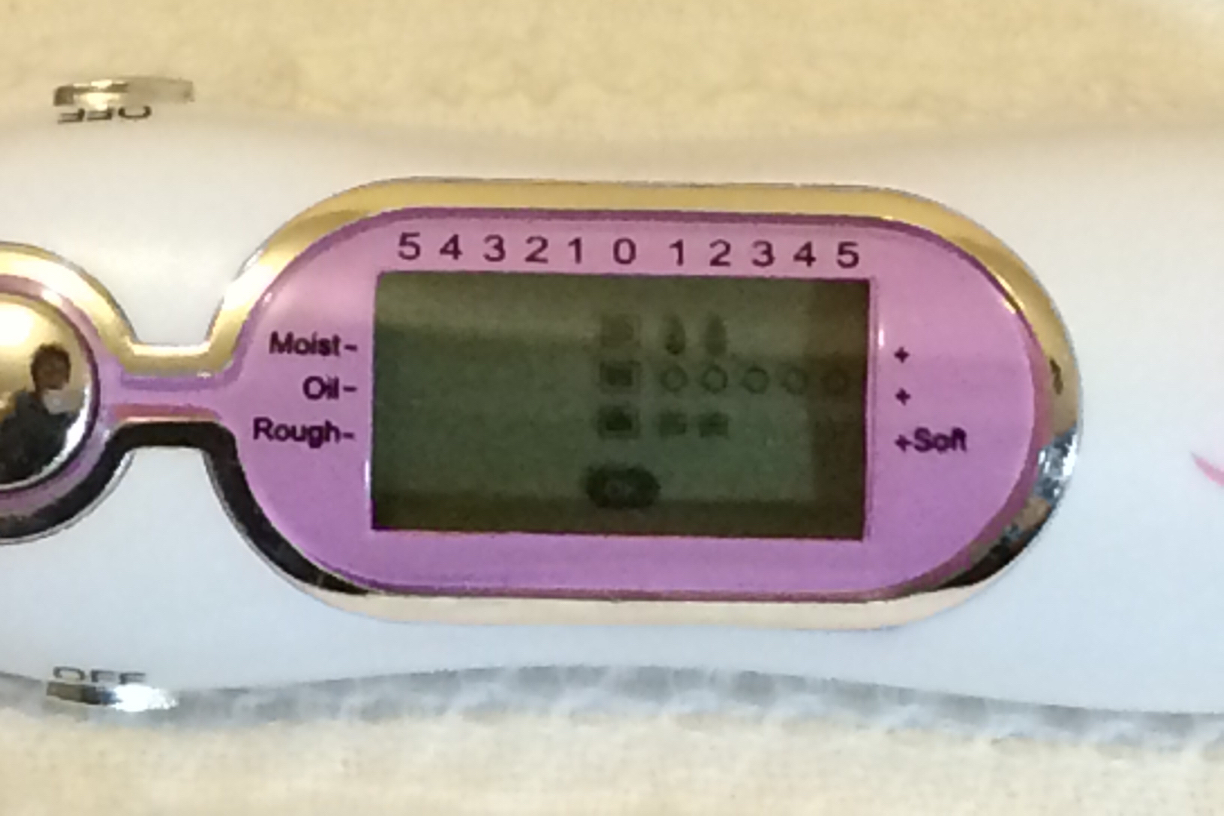 OFF
5 4 3 2 1 0 1 2 3 4 5
Moist- +
Oil- +
Rough- +Soft
OFF